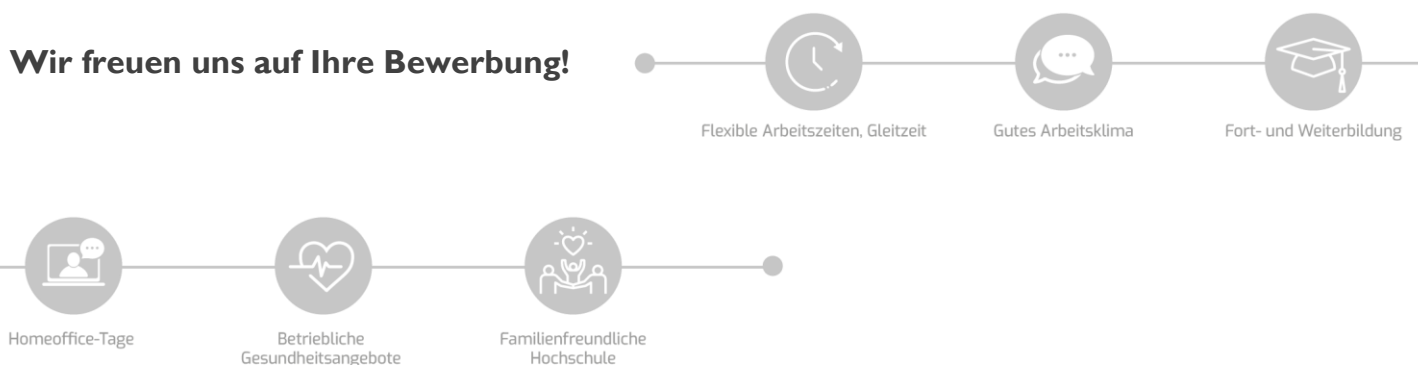 Wir freuen uns auf Ihre Bewerbung!
Flexible Arbeitszeiten, Gleitzeit
Gutes Arbeitsklima
Fort- und Weiterbildung
Homeoffice-Tage
Betriebliche
Gesundheitsangebote
Familienfreundliche
Hochschule